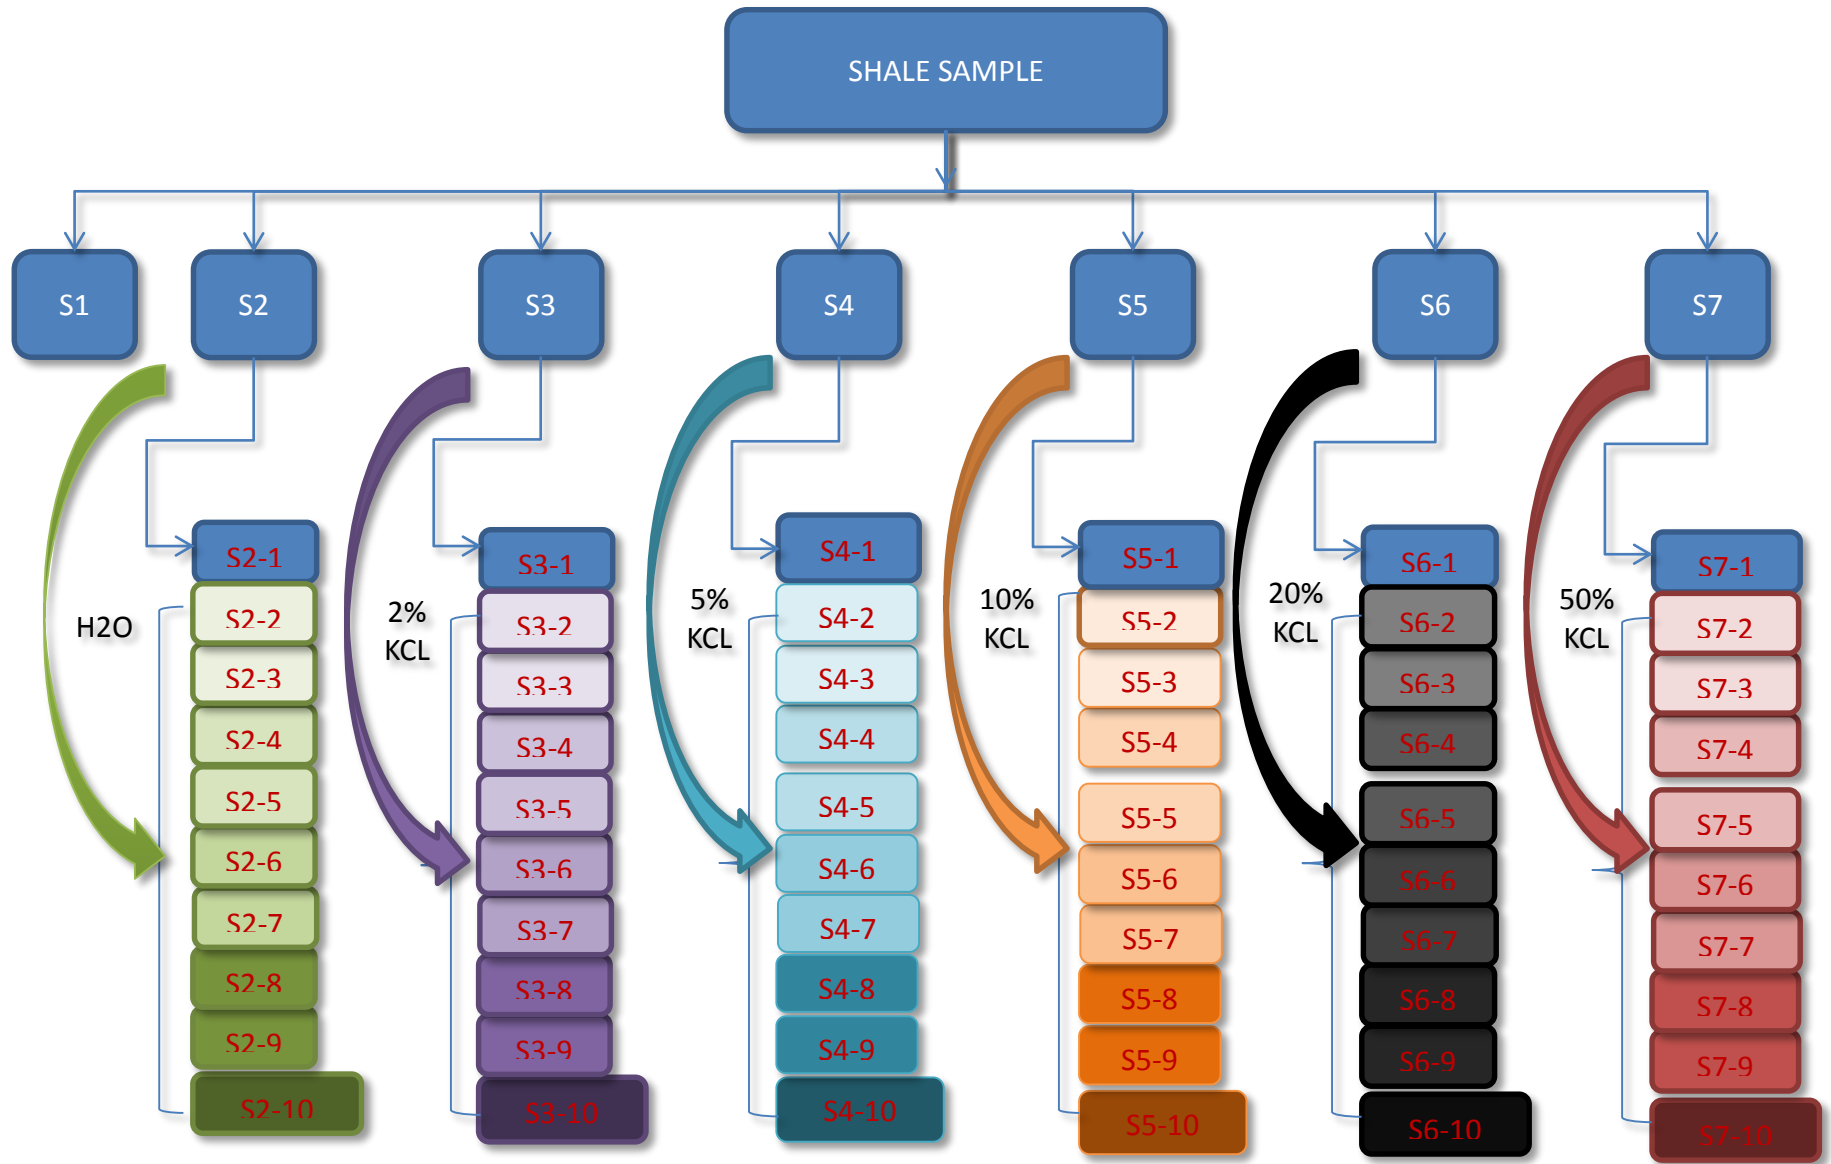 SHALE SAMPLE
S1
S2
S3
S4
S5
S6
S7
H2O
S2-1
S2-2
S2-3
S2-4
S2-5
S2-6
S2-7
S2-8
S2-9
S2-10
2%
KCL
S3-1
S3-2
S3-3
S3-4
S3-5
S3-6
S3-7
S3-8
S3-9
S3-10
5%
KCL
S4-1
S4-2
S4-3
S4-4
S4-5
S4-6
S4-7
S4-8
S4-9
S4-10
10%
KCL
S5-1
S5-2
S5-3
S5-4
S5-5
S5-6
S5-7
S5-8
S5-9
S5-10
20%
KCL
S6-1
S6-2
S6-3
S6-4
S6-5
S6-6
S6-7
S6-8
S6-9
S6-10
50%
KCL
S7-1
S7-2
S7-3
S7-4
S7-5
S7-6
S7-7
S7-8
S7-9
S7-10